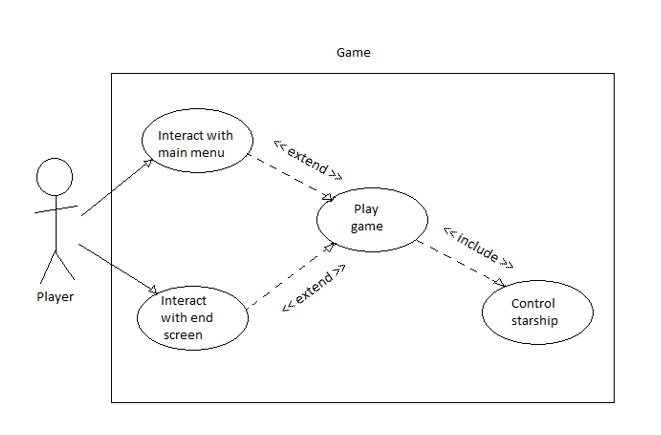 Game
Interact with
main menu
<< extend >>
Play
game
<< include >>
Player
Interact
with end
screen
<< extend >>
Control
starship